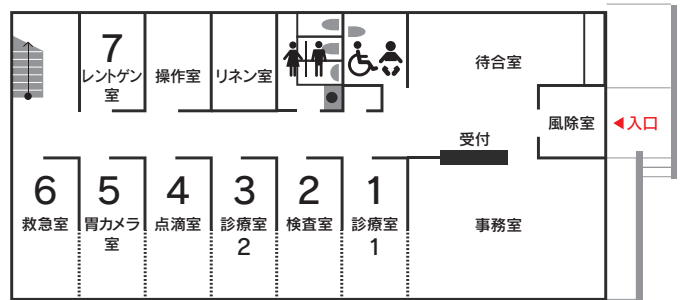 7
レントゲン
室
操作室
リネン室
待合室
風除室
◀入口
受付
6
救急室
5
胃カメラ
室
4
点滴室
3
診療室
2
2
検査室
1
診療室
1
事務室